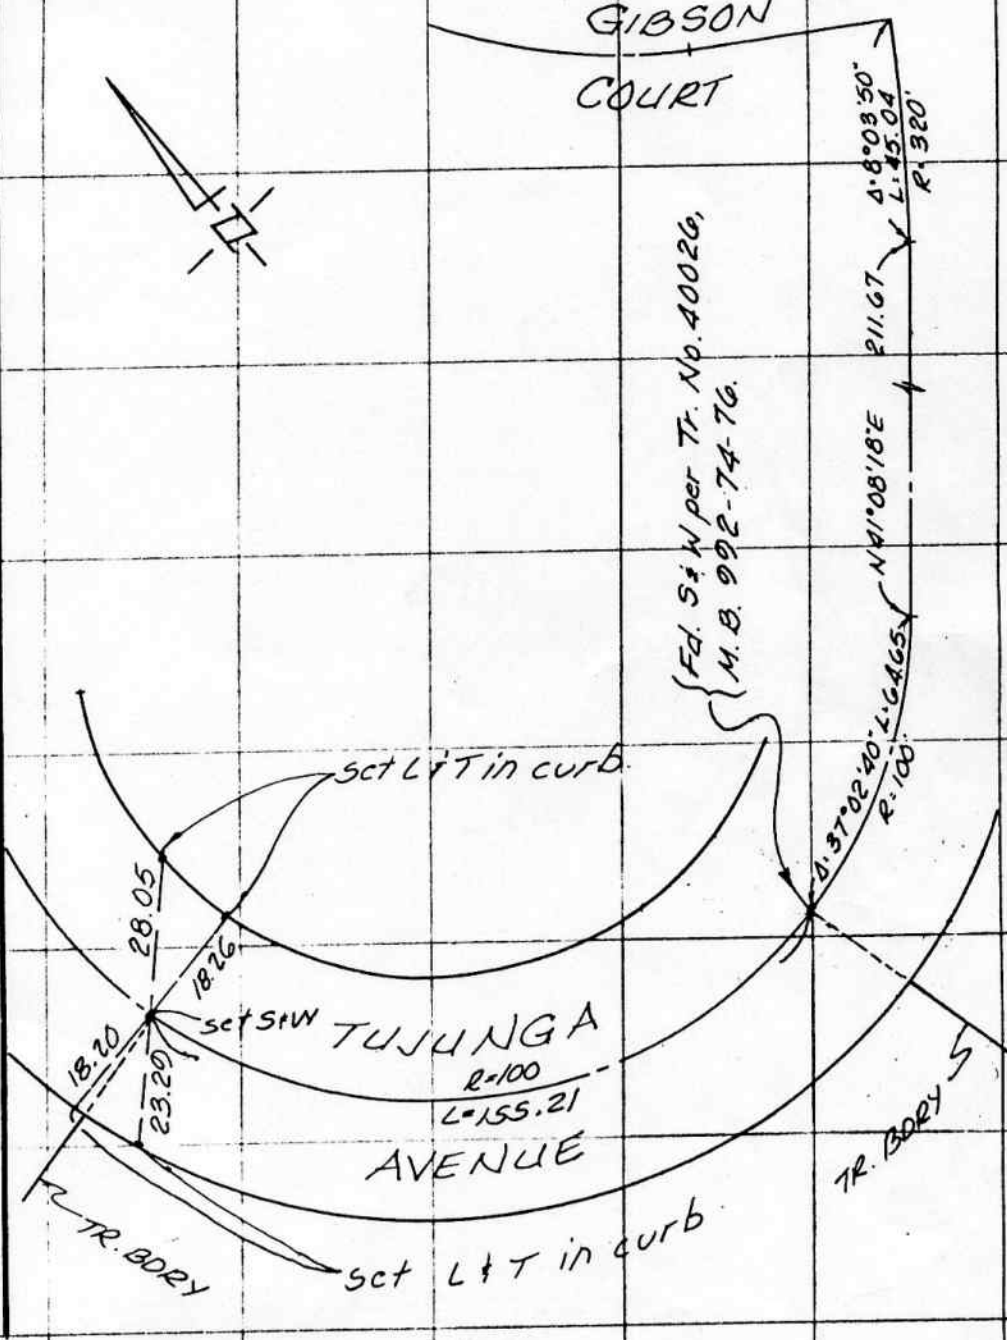 GIBSON
COURT
Δ=8°03'50"
L=45.04
R=320'
211.67
N41°08'18"E
Fd. S&W per Tr. No. 40026,
M.B. 992-74-76.
Δ=37°02'40" L=64.65
R=100'
set L&T in curb.
28.05
18.26
set S&W
18.20
23.29
TUJUNGA
R=100
L=155.21
AVENUE
TR. BDRY
TR. BDRY
set L&T in curb